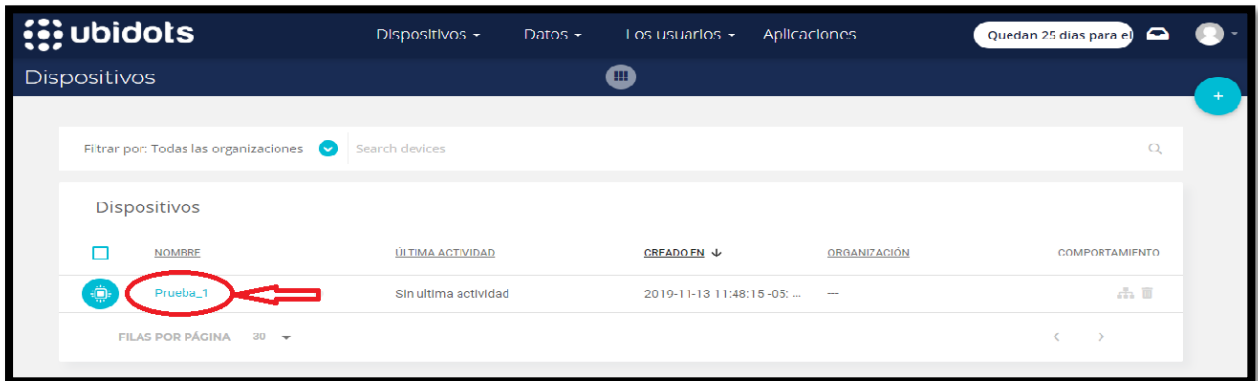 ubidots Dispositivos Datos Los usuarios Aplicaciones Quedan 25 dias para el
Dispositivos
+
Filtrar por: Todas las organizaciones Search devices
Dispositivos
NOMBRE ÚLTIMA ACTIVIDAD CREADO EN ORGANIZACIÓN COMPORTAMIENTO
Prueba_1 Sin ultima actividad 2019-11-13 11:48:15 -05: ... ---
FILAS POR PÁGINA 30 < >